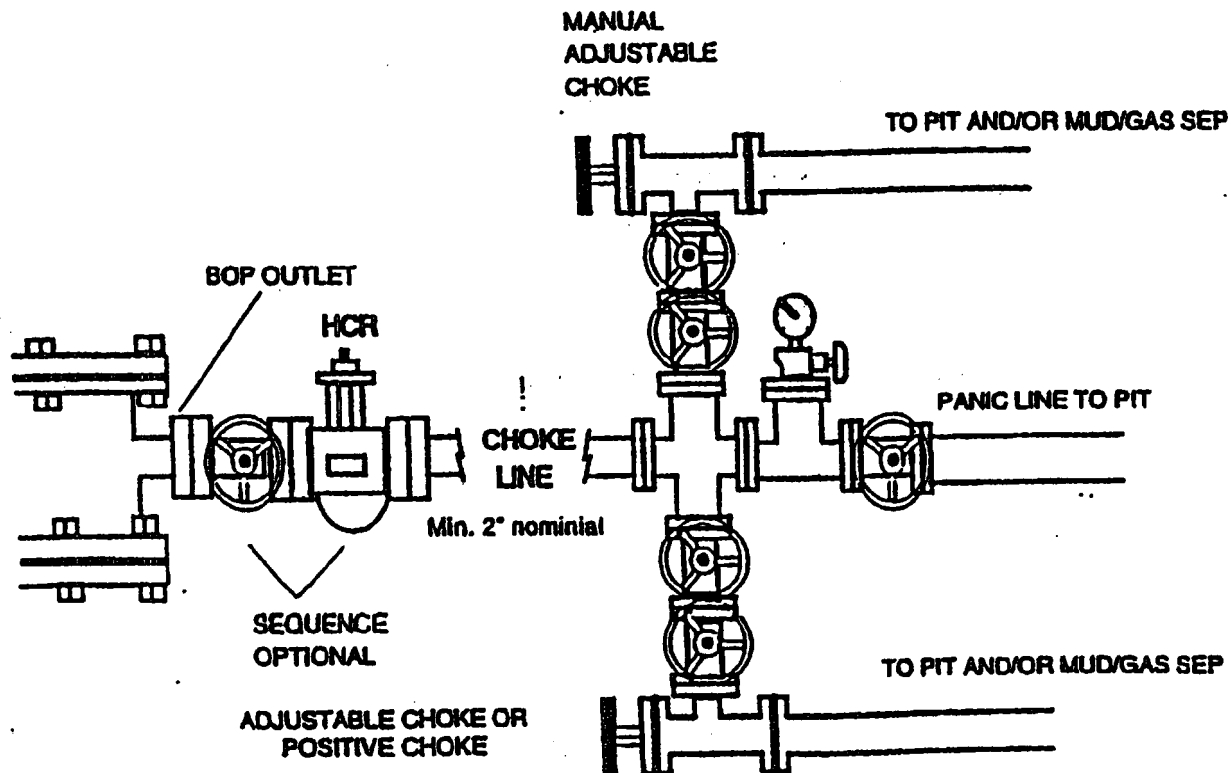 MANUAL
ADJUSTABLE
CHOKE
TO PIT AND/OR MUD/GAS SEP
BOP OUTLET
HCR
CHOKE
LINE
Min. 2" nominial
PANIC LINE TO PIT
SEQUENCE
OPTIONAL
TO PIT AND/OR MUD/GAS SEP
ADJUSTABLE CHOKE OR
POSITIVE CHOKE